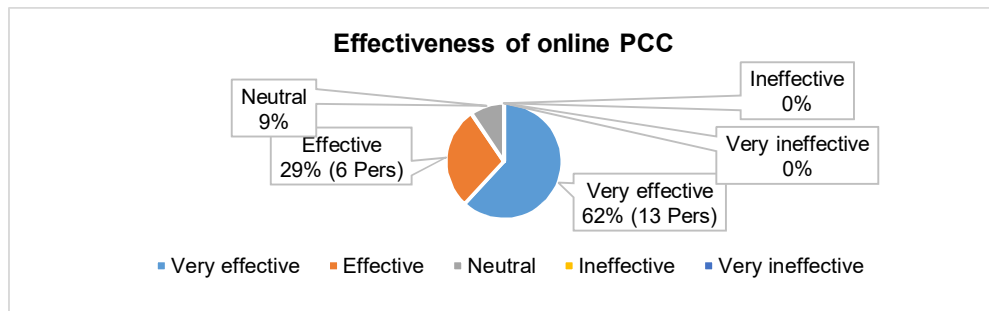 Effectiveness of online PCC
Neutral
9%
Effective
29% (6 Pers)
Ineffective
0%
Very ineffective
0%
Very effective
62% (13 Pers)
Very effective Effective Neutral Ineffective Very ineffective